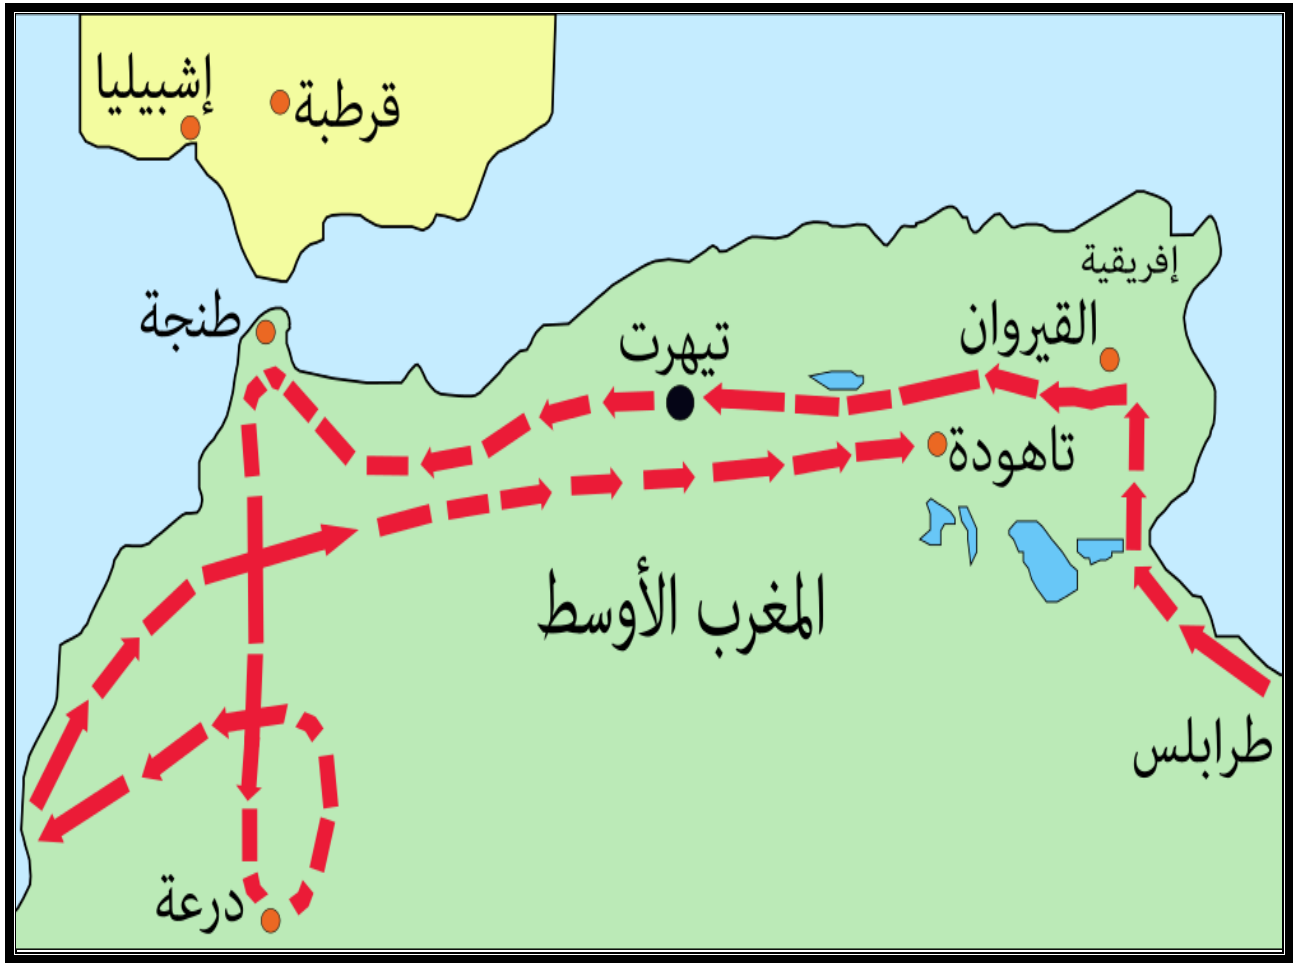 إشبيليا
قرطبة
إفريقية
طنجة
القيروان
تيهرت
تاهودة
المغرب الأوسط
طرابلس
درعة